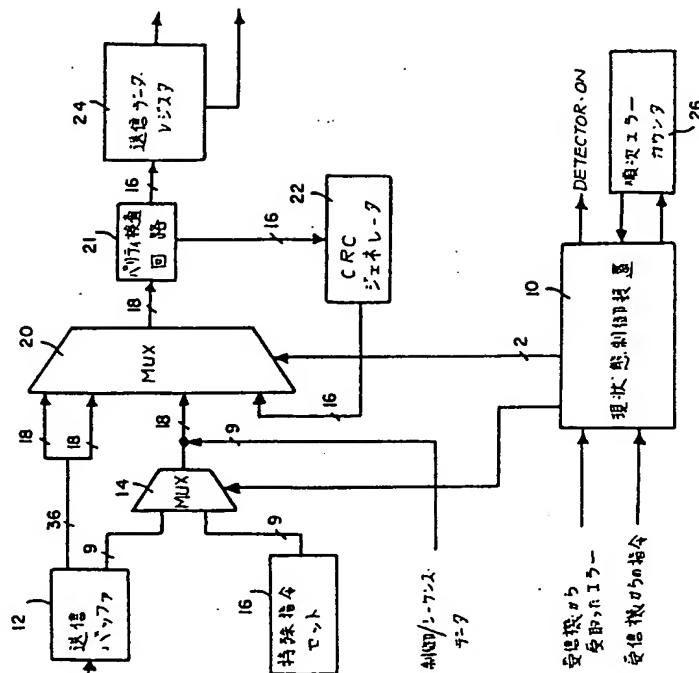 24
送信データ
レジスタ
16
21
パリティ検査
回路
16
22
CRC
ジェネレータ
18
20
MUX
18
18
18
16
36
9
14
MUX
9
9
12
送信
バッファ
16
特殊指令
セット
制御/シーケンス
データ
2
DETECTOR·ON
順次エラー
カウンタ
26
10
現状態制御装置
受信機から
受取ったエラー
受信機からの指令